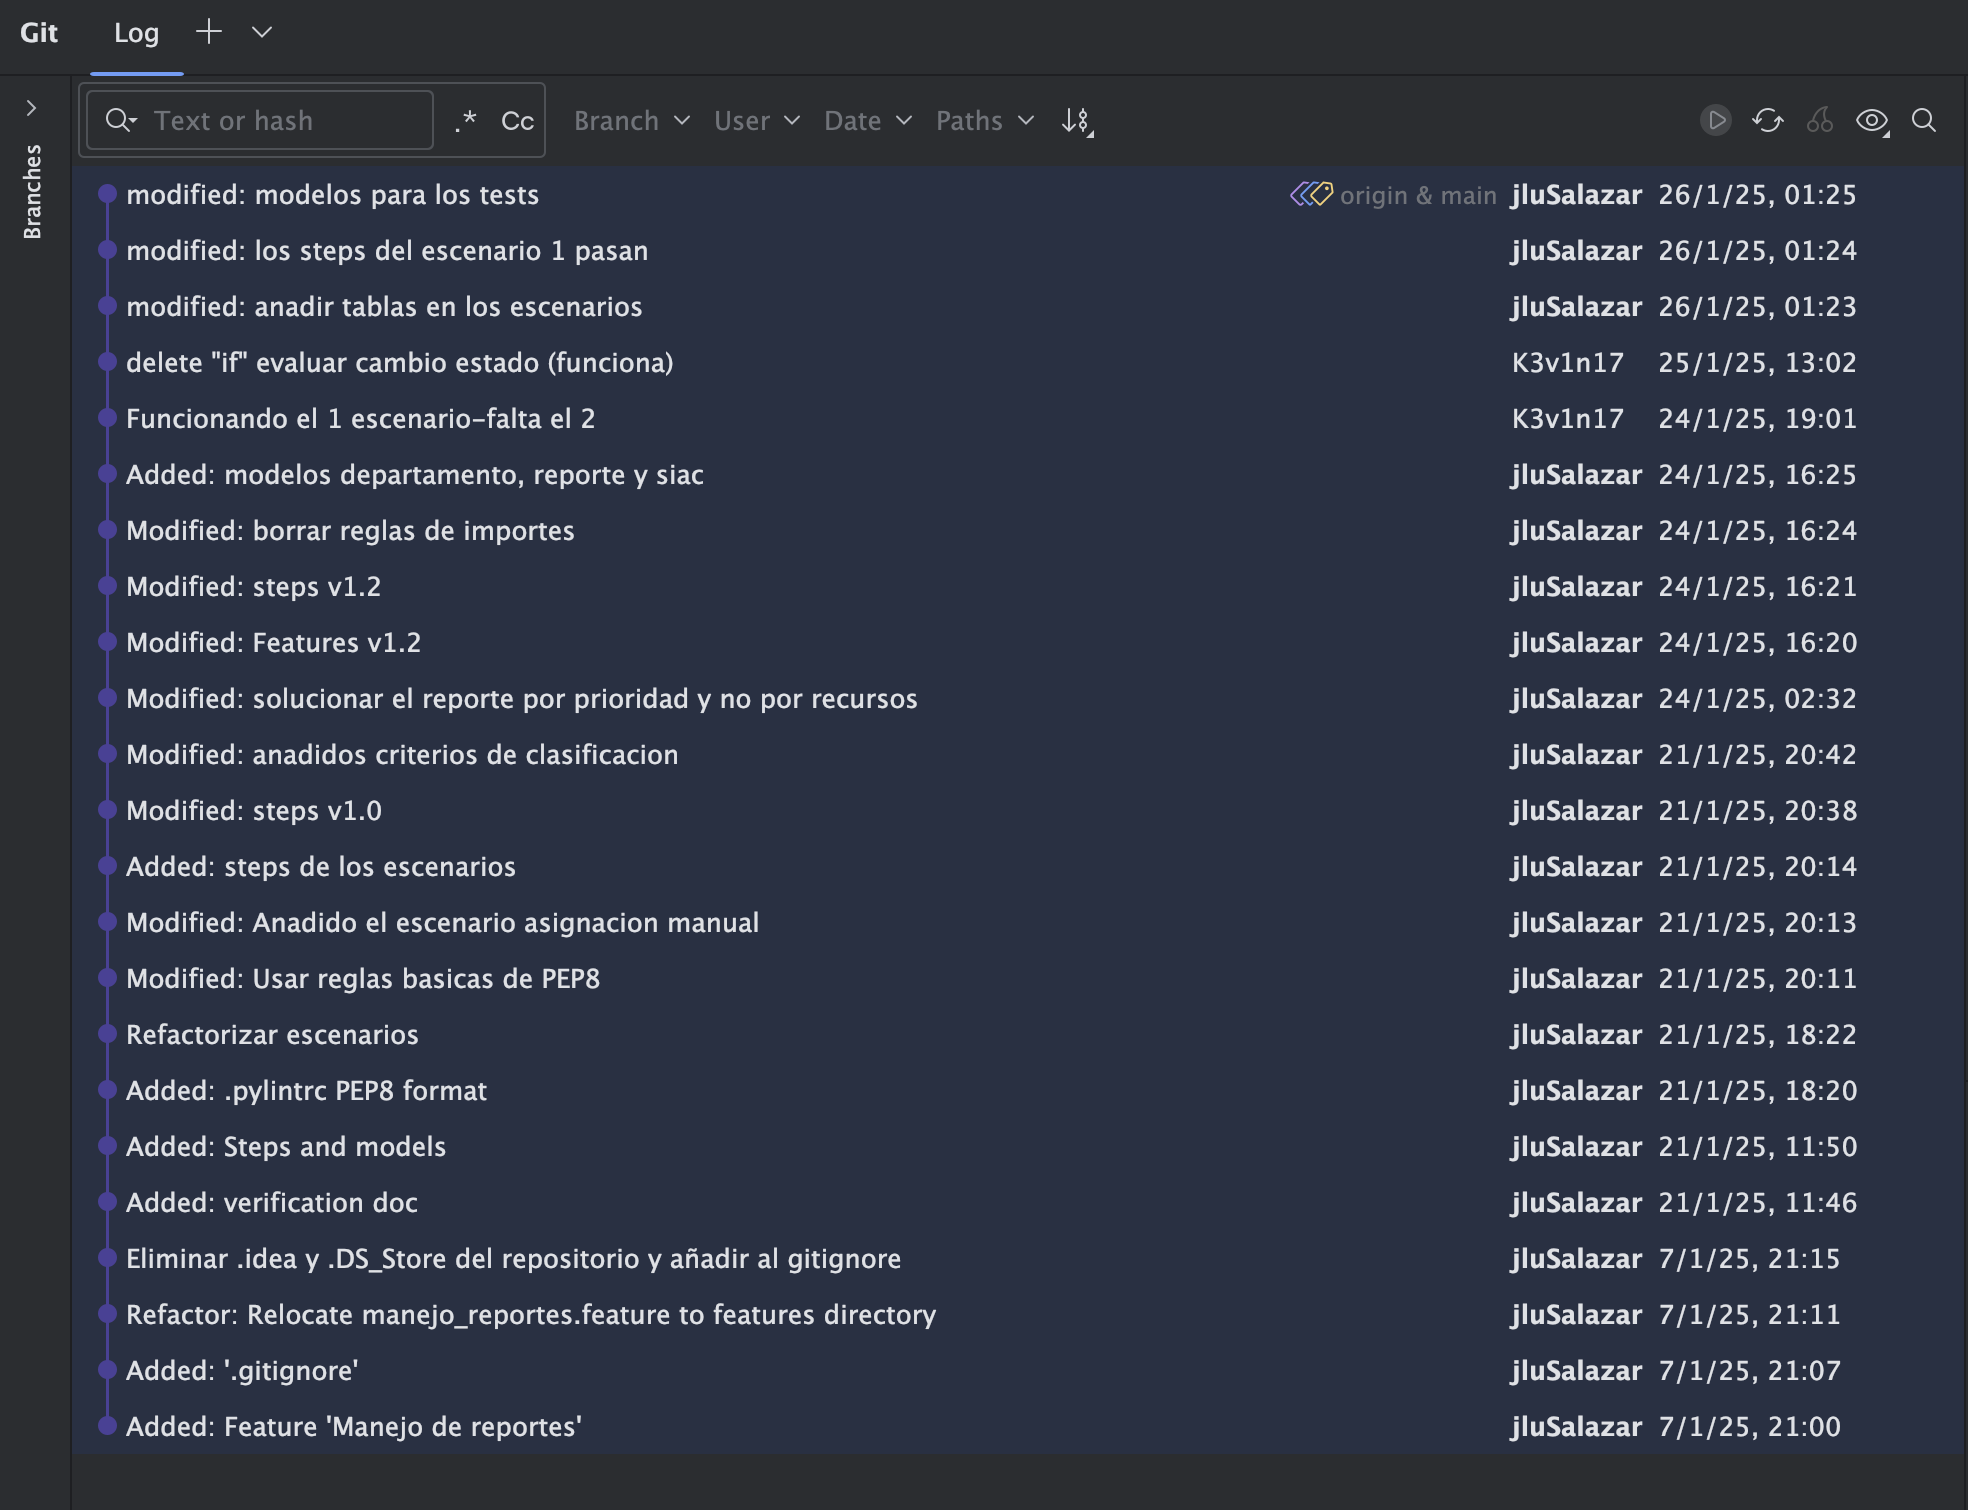 Git Log
Text or hash .* Cc Branch User Date Paths
Branches
modified: modelos para los tests origin & main jluSalazar 26/1/25, 01:25
modified: los steps del escenario 1 pasan jluSalazar 26/1/25, 01:24
modified: anadir tablas en los escenarios jluSalazar 26/1/25, 01:23
delete "if" evaluar cambio estado (funciona) K3v1n17 25/1/25, 13:02
Funcionando el 1 escenario-falta el 2 K3v1n17 24/1/25, 19:01
Added: modelos departamento, reporte y siac jluSalazar 24/1/25, 16:25
Modified: borrar reglas de importes jluSalazar 24/1/25, 16:24
Modified: steps v1.2 jluSalazar 24/1/25, 16:21
Modified: Features v1.2 jluSalazar 24/1/25, 16:20
Modified: solucionar el reporte por prioridad y no por recursos jluSalazar 24/1/25, 02:32
Modified: anadidos criterios de clasificacion jluSalazar 21/1/25, 20:42
Modified: steps v1.0 jluSalazar 21/1/25, 20:38
Added: steps de los escenarios jluSalazar 21/1/25, 20:14
Modified: Anadido el escenario asignacion manual jluSalazar 21/1/25, 20:13
Modified: Usar reglas basicas de PEP8 jluSalazar 21/1/25, 20:11
Refactorizar escenarios jluSalazar 21/1/25, 18:22
Added: .pylintrc PEP8 format jluSalazar 21/1/25, 18:20
Added: Steps and models jluSalazar 21/1/25, 11:50
Added: verification doc jluSalazar 21/1/25, 11:46
Eliminar .idea y .DS_Store del repositorio y añadir al gitignore jluSalazar 7/1/25, 21:15
Refactor: Relocate manejo_reportes.feature to features directory jluSalazar 7/1/25, 21:11
Added: '.gitignore' jluSalazar 7/1/25, 21:07
Added: Feature 'Manejo de reportes' jluSalazar 7/1/25, 21:00